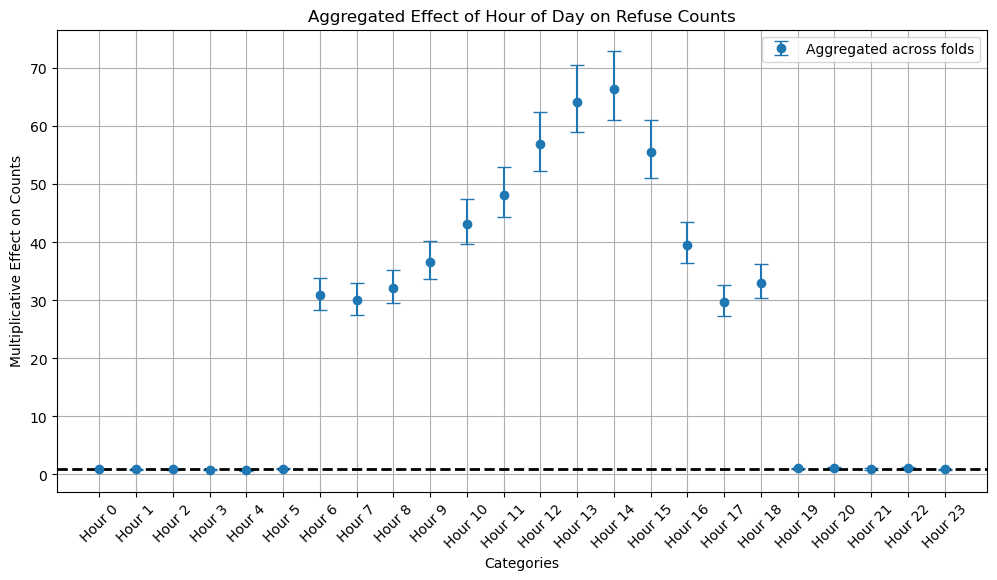 Aggregated Effect of Hour of Day on Refuse Counts
Aggregated across folds
Multiplicative Effect on Counts
70
60
50
40
30
20
10
0
Hour 0
Hour 1
Hour 2
Hour 3
Hour 4
Hour 5
Hour 6
Hour 7
Hour 8
Hour 9
Hour 10
Hour 11
Hour 12
Hour 13
Hour 14
Hour 15
Hour 16
Hour 17
Hour 18
Hour 19
Hour 20
Hour 21
Hour 22
Hour 23
Categories